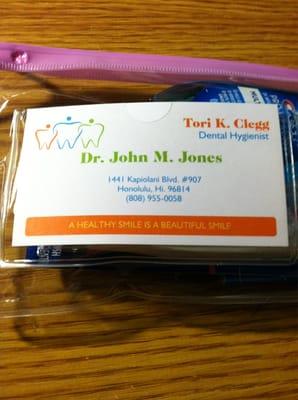 Tori K. Clegg
Dental Hygienist
Dr. John M. Jones
1441 Kapiolani Blvd. #907
Honolulu, Hi. 96814
(808) 955-0058
A HEALTHY SMILE IS A BEAUTIFUL SMILE